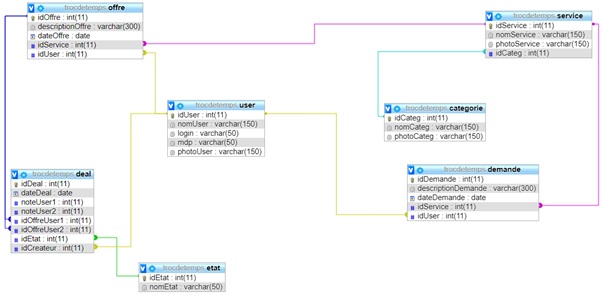 trocdetemps.offre
idOffre : int(11)
descriptionOffre : varchar(300)
dateOffre : date
idService : int(11)
idUser : int(11)
trocdetemps.service
idService : int(11)
nomService : varchar(150)
photoService : varchar(150)
idCateg : int(11)
trocdetemps.user
idUser : int(11)
nomUser : varchar(150)
login : varchar(50)
mdp : varchar(50)
photoUser : varchar(150)
trocdetemps.categorie
idCateg : int(11)
nomCateg : varchar(150)
photoCateg : varchar(150)
trocdetemps.deal
idDeal : int(11)
dateDeal : date
noteUser1 : int(11)
noteUser2 : int(11)
idOffreUser1 : int(11)
idOffreUser2 : int(11)
idEtat : int(11)
idCreateur : int(11)
trocdetemps.demande
idDemande : int(11)
descriptionDemande : varchar(300)
dateDemande : date
idService : int(11)
idUser : int(11)
trocdetemps.etat
idEtat : int(11)
nomEtat : varchar(50)